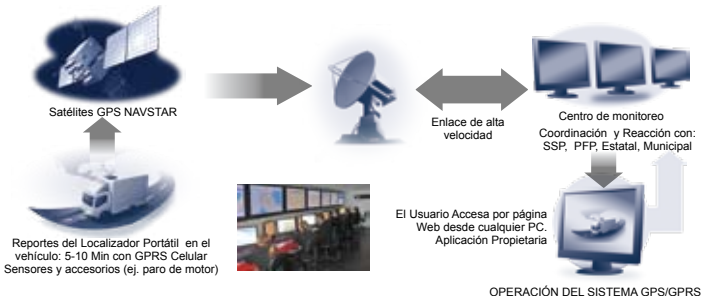 Satélites GPS NAVSTAR
Enlace de alta
velocidad
Centro de monitoreo
Coordinación y Reacción con:
SSP, PFP, Estatal, Municipal
Reportes del Localizador Portátil en el
vehículo: 5-10 Min con GPRS Celular
Sensores y accesorios (ej. paro de motor)
El Usuario Accesa por página
Web desde cualquier PC.
Aplicación Propietaria
OPERACIÓN DEL SISTEMA GPS/GPRS